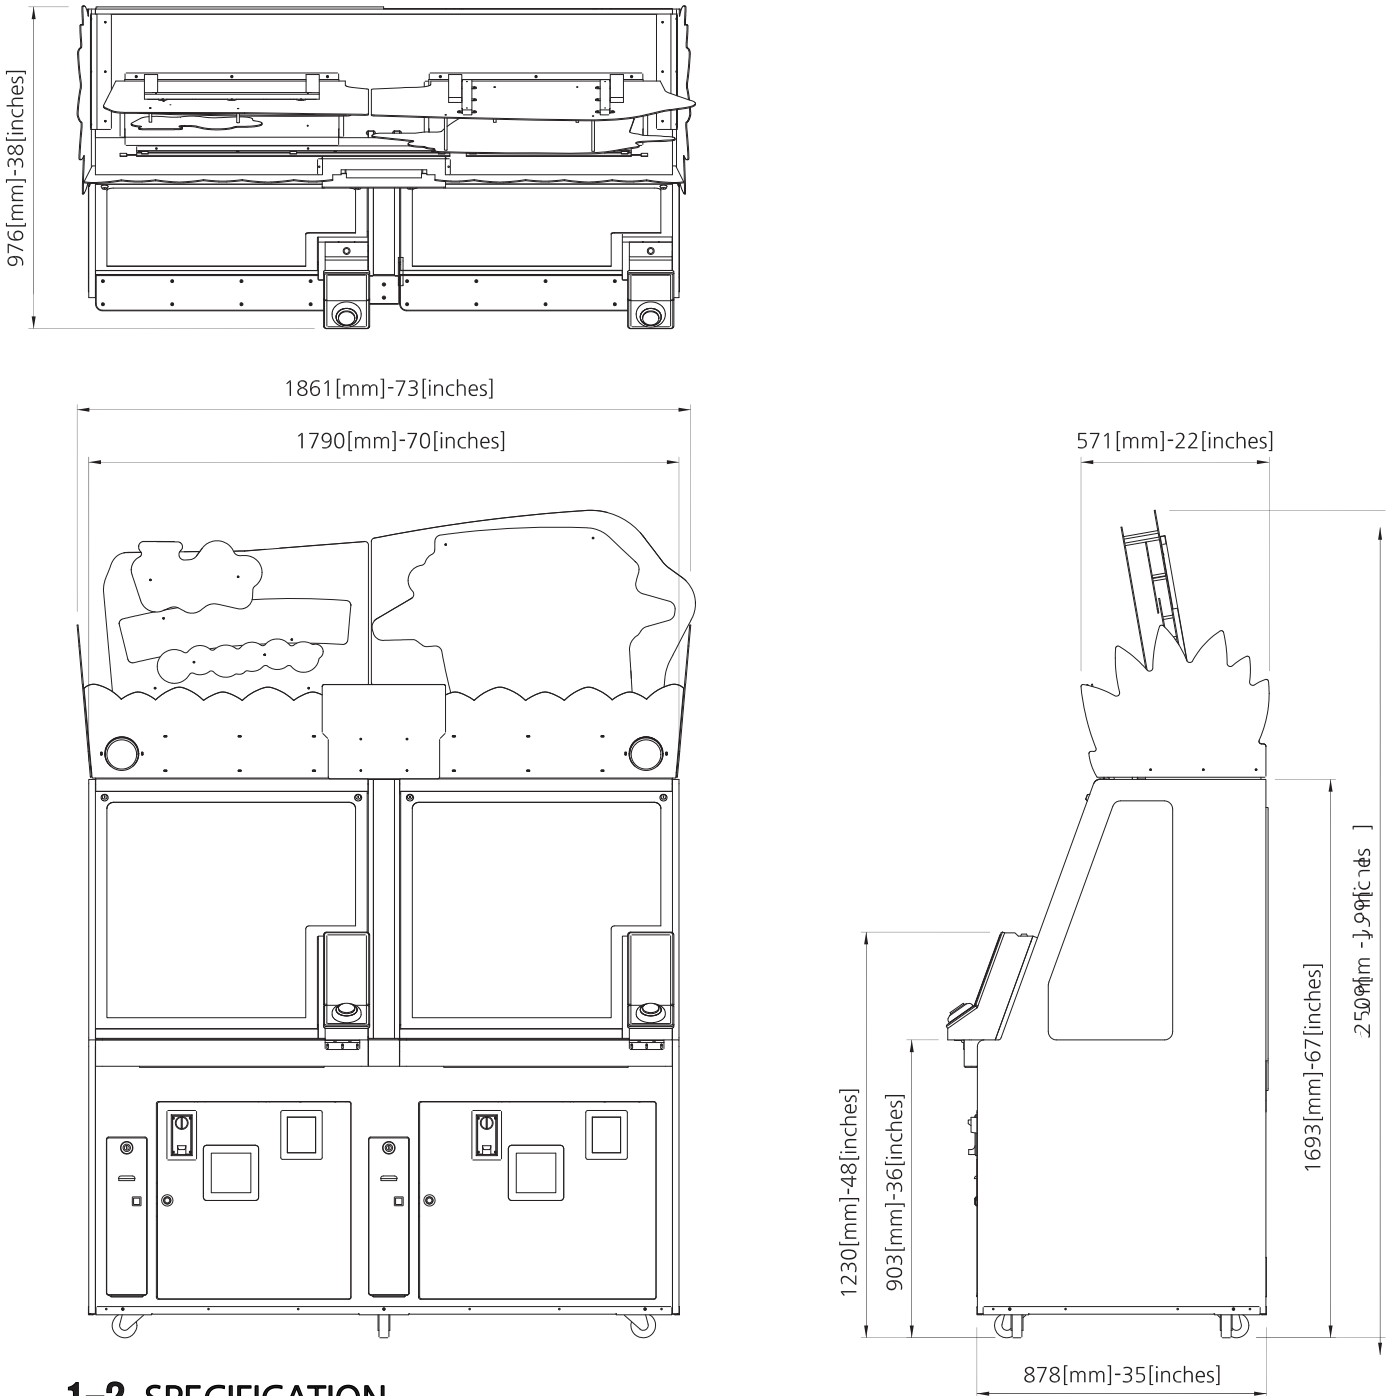 976[mm]-38[inches]
1861[mm]-73[inches]
1790[mm]-70[inches]
571[mm]-22[inches]
1693[mm]-67[inches]
1230[mm]-48[inches]
903[mm]-36[inches]
878[mm]-35[inches]
1-2 SPECIFICATION